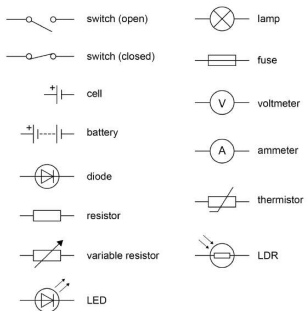 switch (open)
switch (closed)
+
cell
+
battery
diode
resistor
variable resistor
LED
lamp
fuse
V
voltmeter
A
ammeter
thermistor
LDR